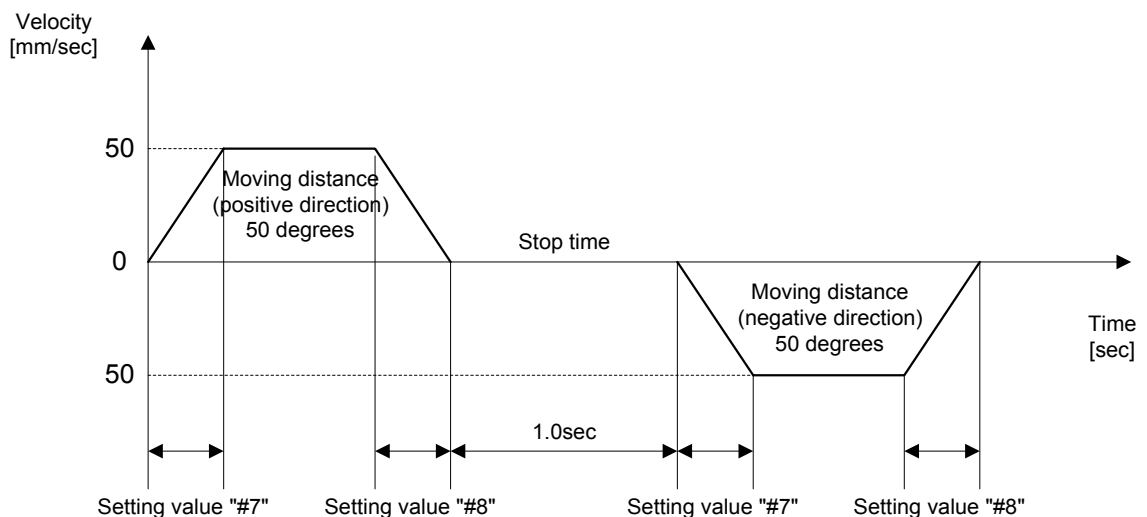 Velocity
[mm/sec]
50
Moving distance
(positive direction)
50 degrees
0
Stop time
Moving distance
(negative direction)
50 degrees
Time
[sec]
50
1.0sec
Setting value "#7"
Setting value "#8"
Setting value "#7"
Setting value "#8"